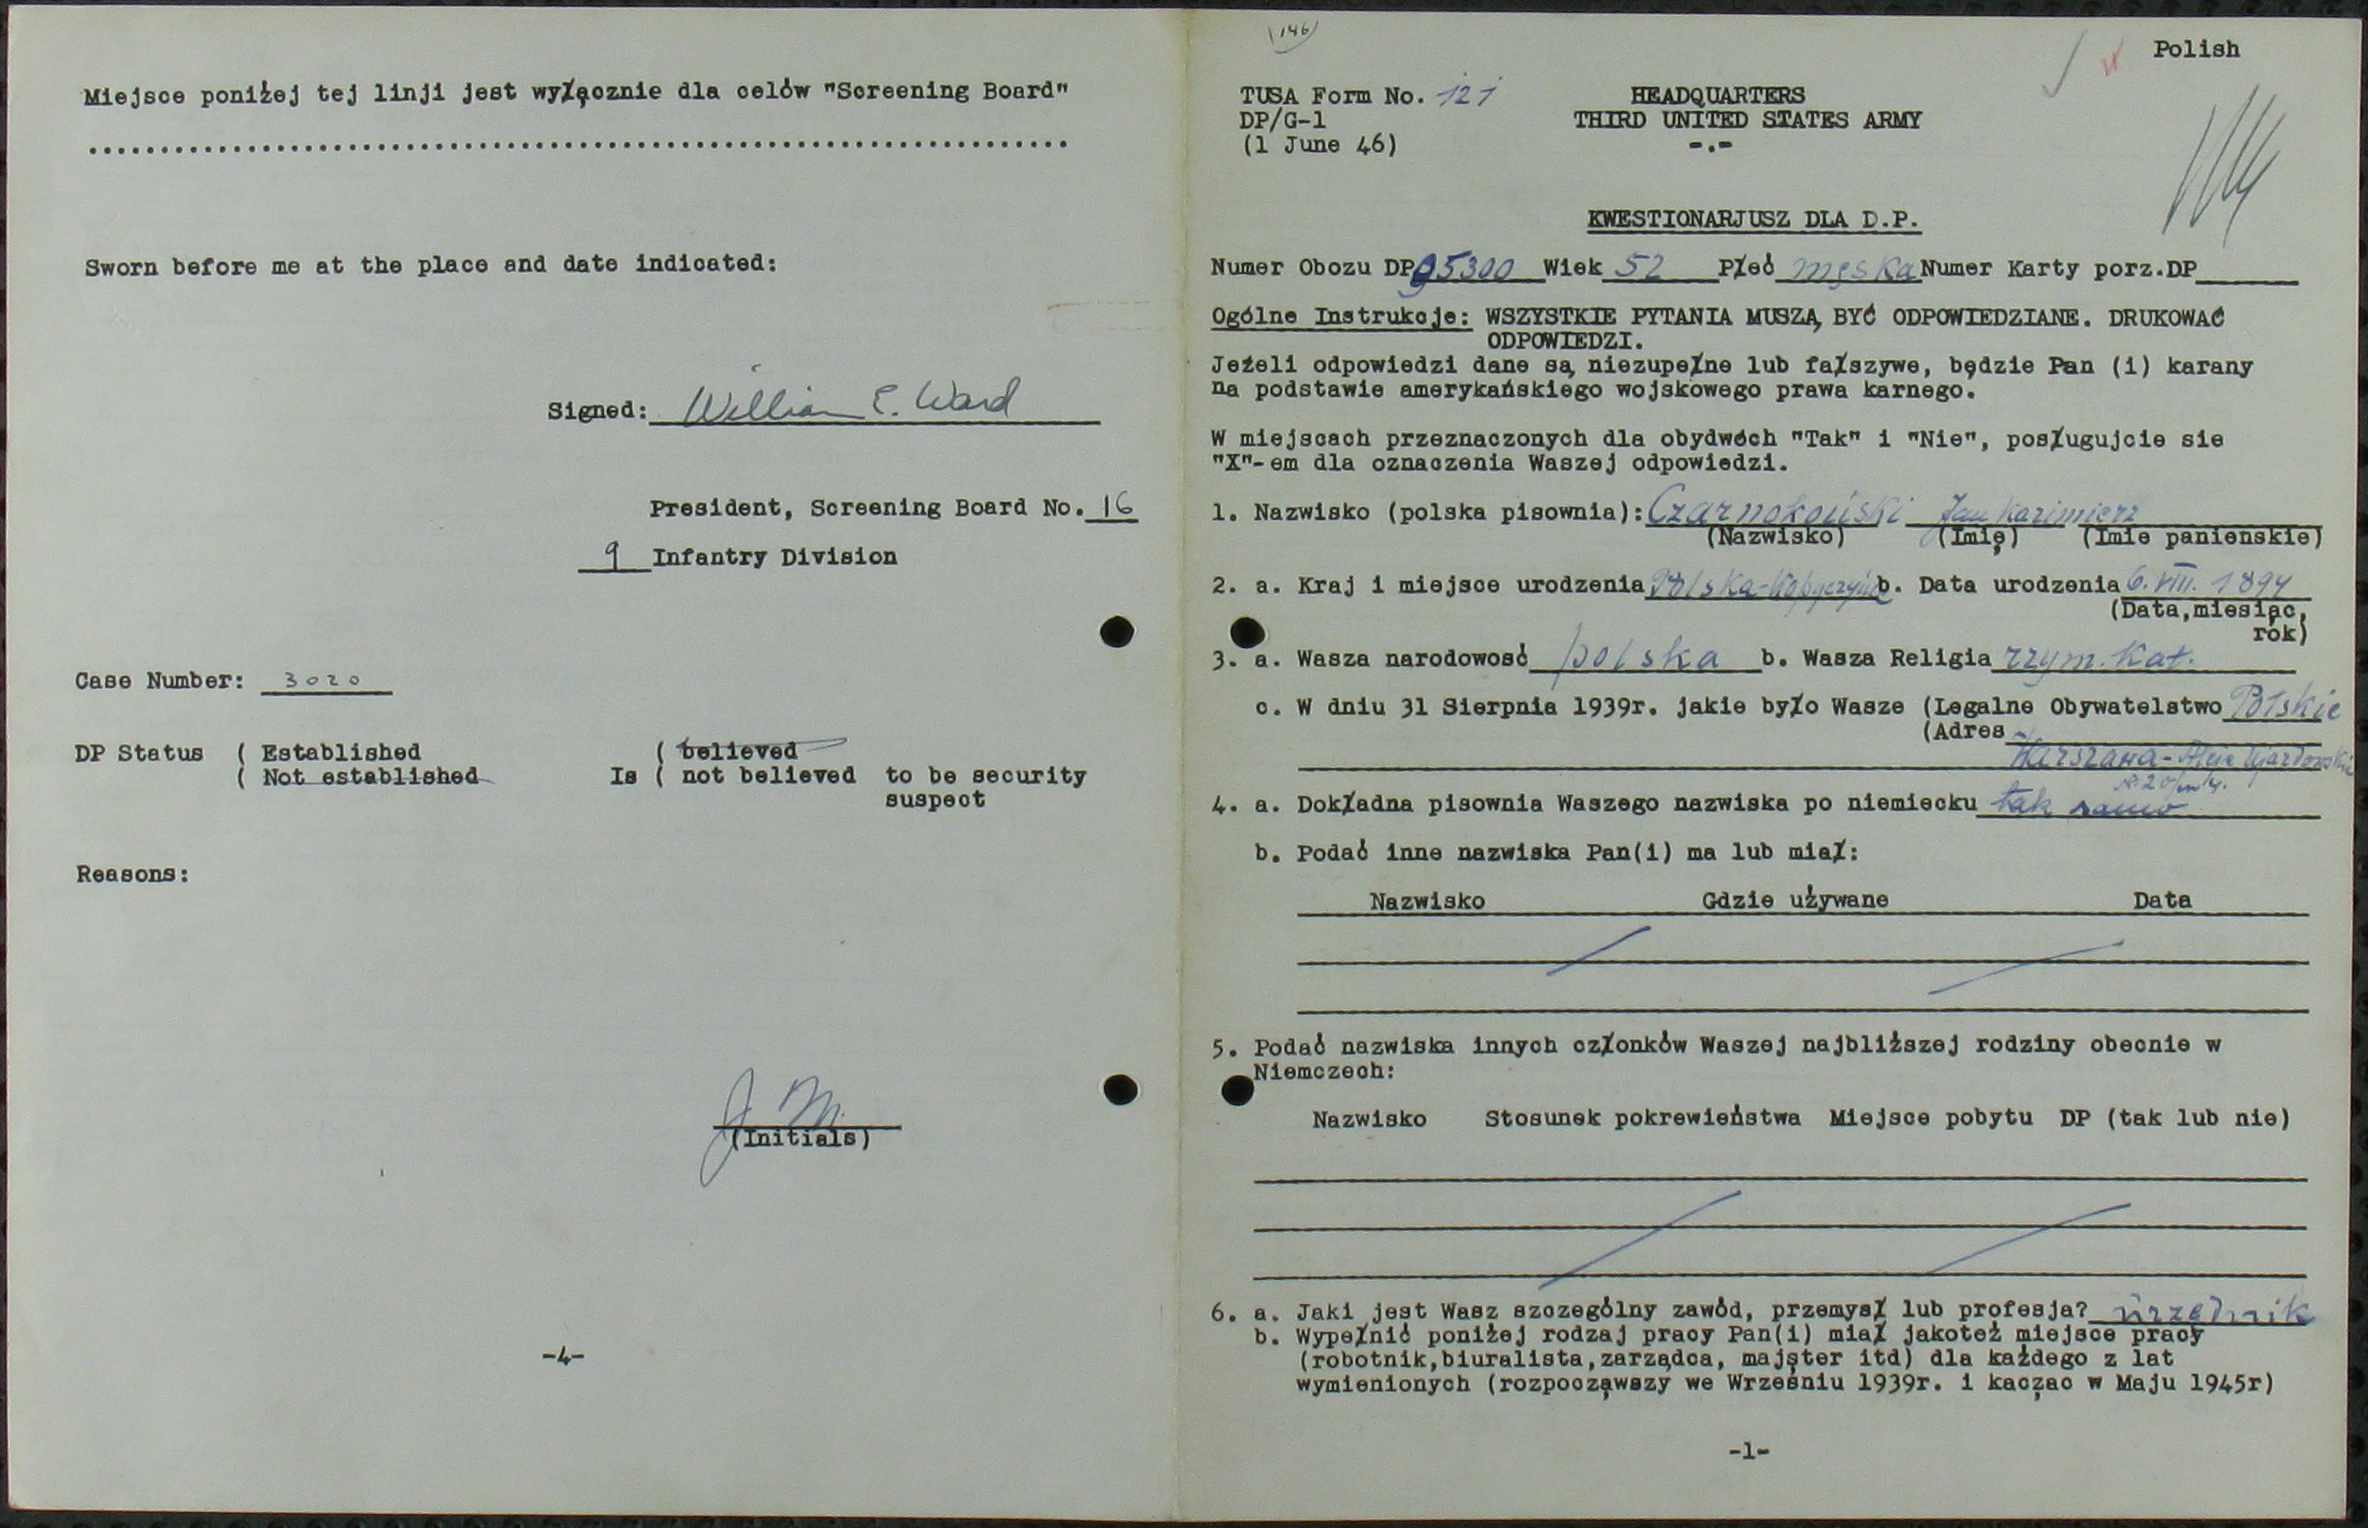 Miejsce poniżej tej linji jest wyłącznie dla celów "Screening Board"
Sworn before me at the place and date indicated:
Signed: William E. Ward
President, Screening Board No. 16
9 Infantry Division
Case Number: 3020
DP Status ( Established ( believed
( Not established Is ( not believed to be security
suspect
Reasons:
J. M.
(Initials)
-4-
146
Polish
TUSA Form No. 121 HEADQUARTERS
DP/G-1 THIRD UNITED STATES ARMY
(1 June 46) -.-
KWESTIONARJUSZ DLA D.P.
Numer Obozu DP 95300 Wiek 52 Płeć męska Numer Karty porz.DP
Ogólne Instrukcje: WSZYSTKIE PYTANIA MUSZĄ BYĆ ODPOWIEDZIANE. DRUKOWAĆ
ODPOWIEDZI.
Jeżeli odpowiedzi dane są niezupełne lub fałszywe, będzie Pan (i) karany
na podstawie amerykańskiego wojskowego prawa karnego.
W miejscach przeznaczonych dla obydwóch "Tak" i "Nie", posługujcie sie
"X"-em dla oznaczenia Waszej odpowiedzi.
1. Nazwisko (polska pisownia): Czarnokoński Jan Kazimierz
(Nazwisko) (Imię) (Imie panienskie)
2. a. Kraj i miejsce urodzenia Polska- b. Data urodzenia 6. VIII. 1894
(Data,miesiąc,
rok)
3. a. Wasza narodowosć polska b. Wasza Religia rzym. kat.
c. W dniu 31 Sierpnia 1939r. jakie było Wasze (Legalne Obywatelstwo Polskie
(Adres
Warszawa- Aleje Ujazdowskie
20
4. a. Dokładna pisownia Waszego nazwiska po niemiecku tak samo
b. Podać inne nazwiska Pan(i) ma lub miał:
Nazwisko Gdzie używane Data
5. Podać nazwiska innych członków Waszej najbliższej rodziny obecnie w
Niemczech:
Nazwisko Stosunek pokrewieństwa Miejsce pobytu DP (tak lub nie)
6. a. Jaki jest Wasz szczególny zawód, przemysł lub profesja? urzędnik
b. Wypełnić poniżej rodzaj pracy Pan(i) miał jakoteż miejsce pracy
(robotnik,biuralista,zarządca, majster itd) dla każdego z lat
wymienionych (rozpocząwszy we Wrześniu 1939r. i kaczac w Maju 1945r)
-1-